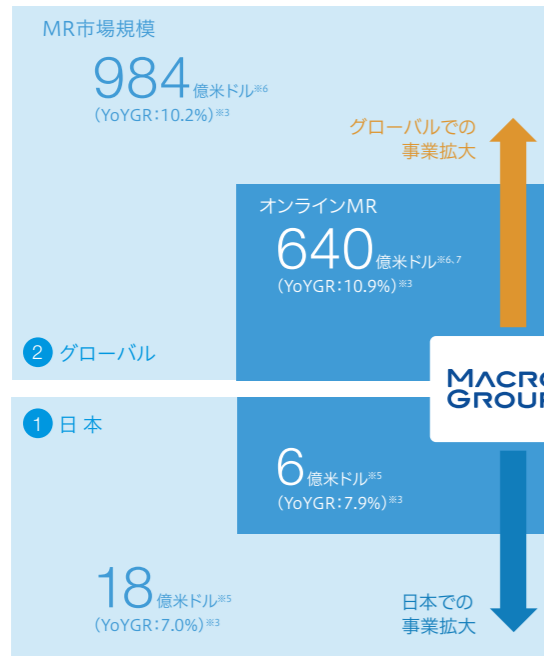 MR市場規模
984億米ドル※6
(YoYGR:10.2%)※3
グローバルでの
事業拡大
オンラインMR
640億米ドル※6、7
(YoYGR:10.9%)※3
2 グローバル
MACRO
GROUP
1 日本
6億米ドル※5
(YoYGR:7.9%)※3
18億米ドル※5
(YoYGR:7.0%)※3
日本での
事業拡大